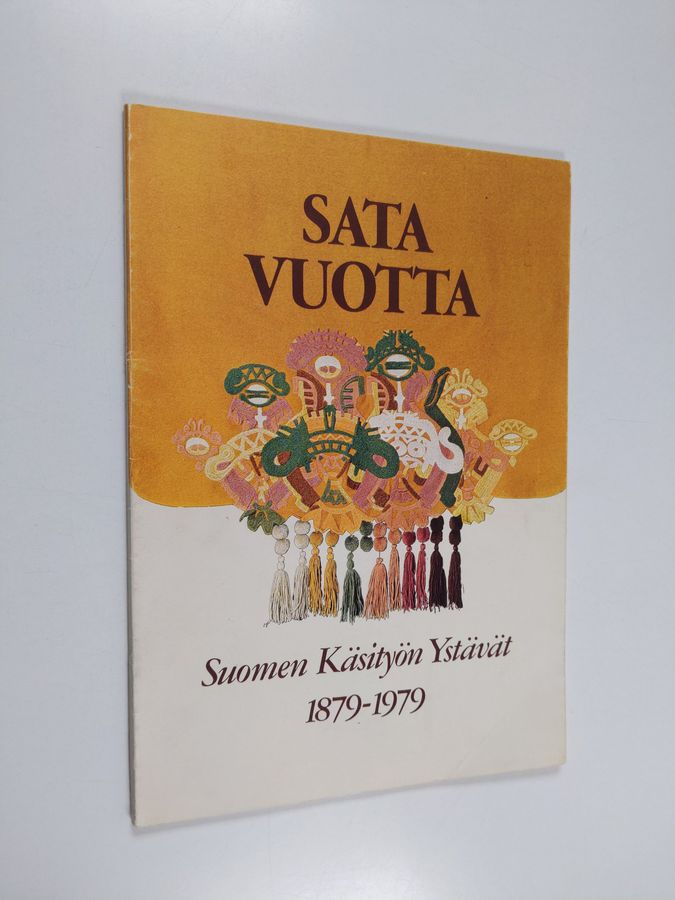 SATA
VUOTTA
Suomen Käsityön Ystävät
1879-1979